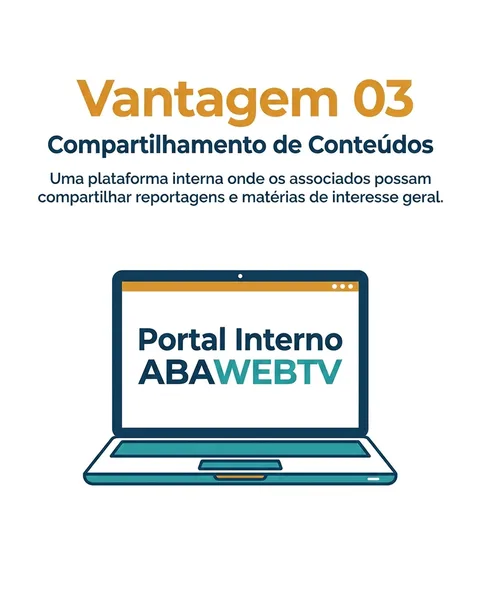 Vantagem 03
Compartilhamento de Conteúdos
Uma plataforma interna onde os associados possam
compartilhar reportagens e matérias de interesse geral.
Portal Interno
ABAWEBTV